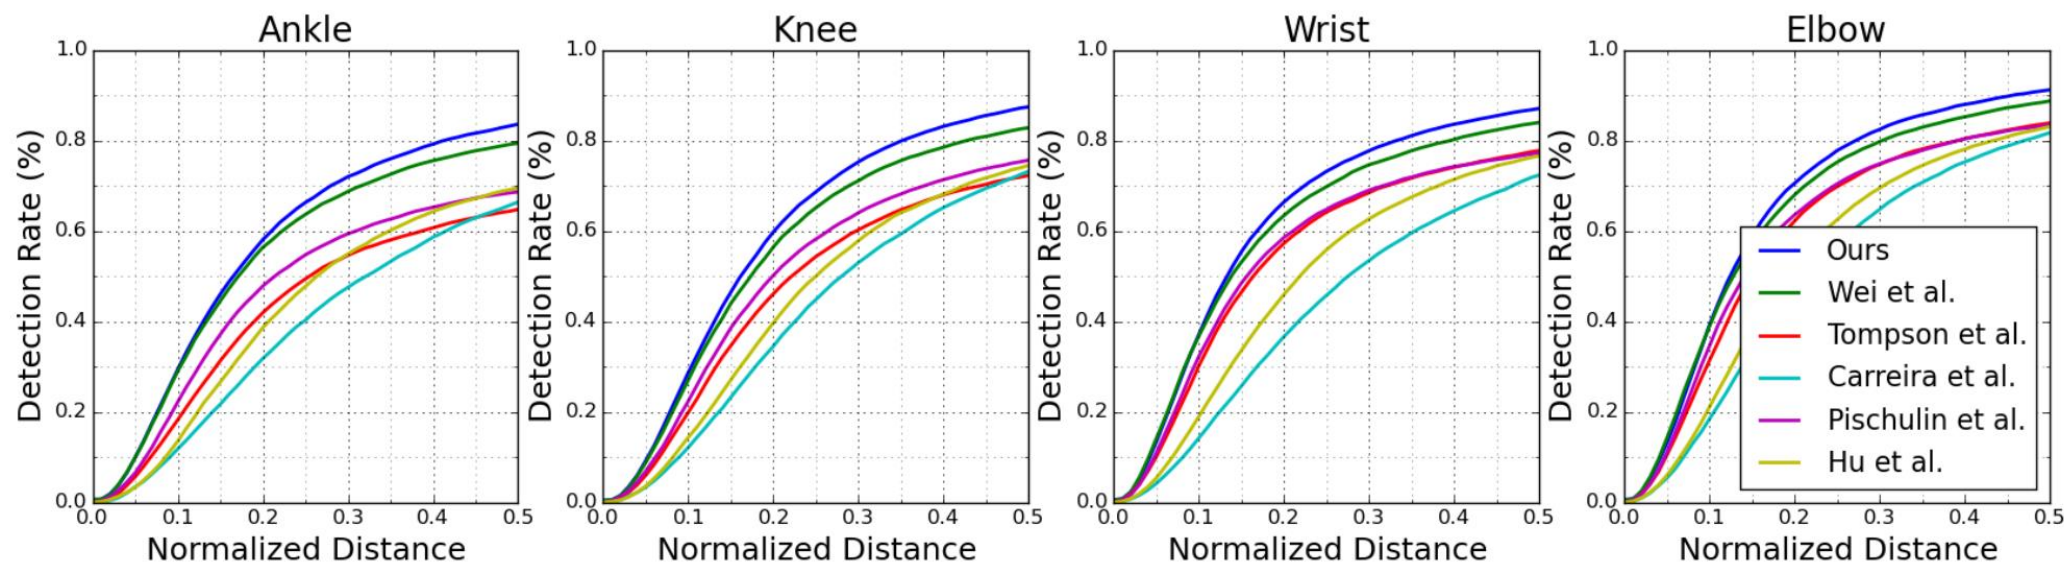 Ankle
Knee
Wrist
Elbow
1.0
0.8
0.6
0.4
0.2
0.0
0.0 0.1 0.2 0.3 0.4 0.5
Detection Rate (%)
Normalized Distance
1.0
0.8
0.6
0.4
0.2
0.0
0.0 0.1 0.2 0.3 0.4 0.5
Detection Rate (%)
Normalized Distance
1.0
0.8
0.6
0.4
0.2
0.0
0.0 0.1 0.2 0.3 0.4 0.5
Detection Rate (%)
Normalized Distance
1.0
0.8
0.6
0.4
0.2
0.0
0.0 0.1 0.2 0.3 0.4 0.5
Detection Rate (%)
Normalized Distance
Ours
Wei et al.
Tompson et al.
Carreira et al.
Pischulin et al.
Hu et al.